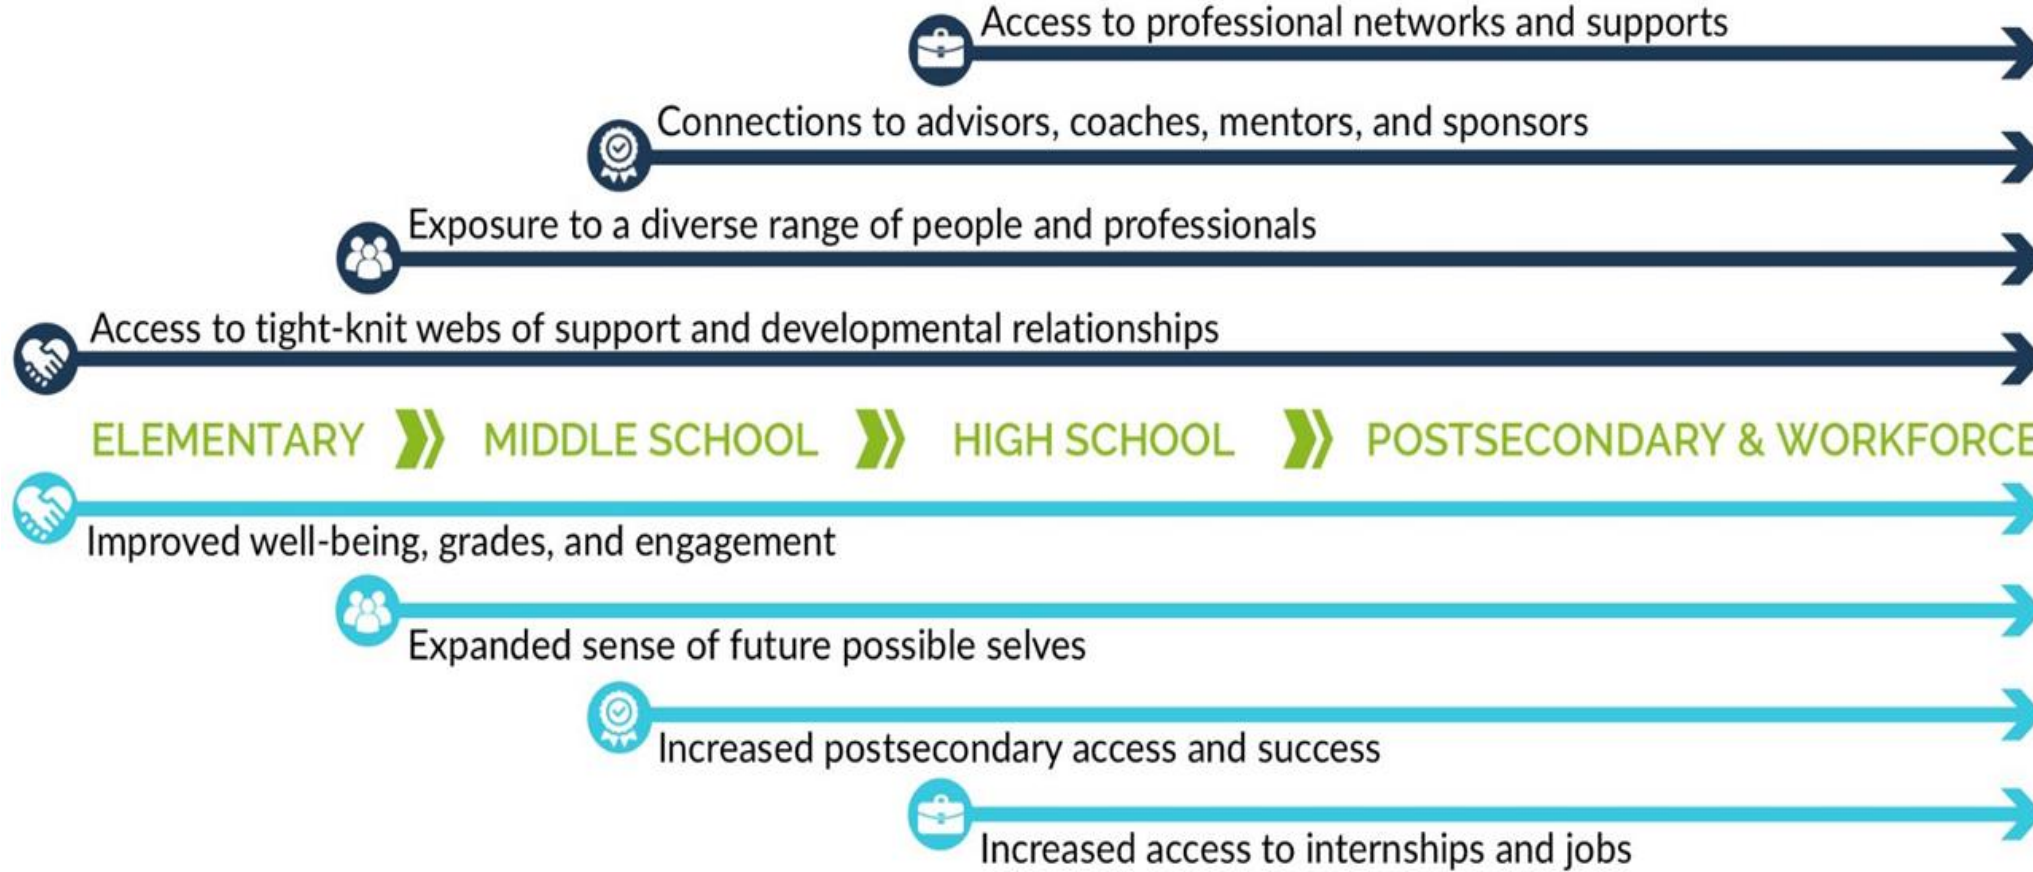 Access to professional networks and supports
Connections to advisors, coaches, mentors, and sponsors
Exposure to a diverse range of people and professionals
Access to tight-knit webs of support and developmental relationships
ELEMENTARY MIDDLE SCHOOL HIGH SCHOOL POSTSECONDARY & WORKFORCE
Improved well-being, grades, and engagement
Expanded sense of future possible selves
Increased postsecondary access and success
Increased access to internships and jobs